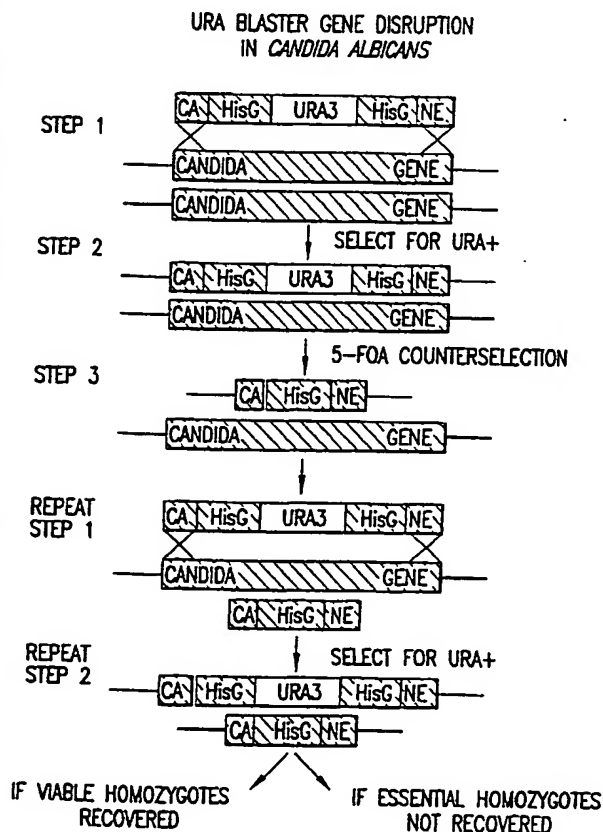 URA BLASTER GENE DISRUPTION
IN CANDIDA ALBICANS
STEP 1
CA HisG URA3 HisG NE
CANDIDA GENE
CANDIDA GENE
SELECT FOR URA+
STEP 2
CA HisG URA3 HisG NE
CANDIDA GENE
5-FOA COUNTERSELECTION
STEP 3
CA HisG NE
CANDIDA GENE
REPEAT
STEP 1
CA HisG URA3 HisG NE
CANDIDA GENE
CA HisG NE
SELECT FOR URA+
REPEAT
STEP 2
CA HisG URA3 HisG NE
CA HisG NE
IF VIABLE HOMOZYGOTES
RECOVERED
IF ESSENTIAL HOMOZYGOTES
NOT RECOVERED